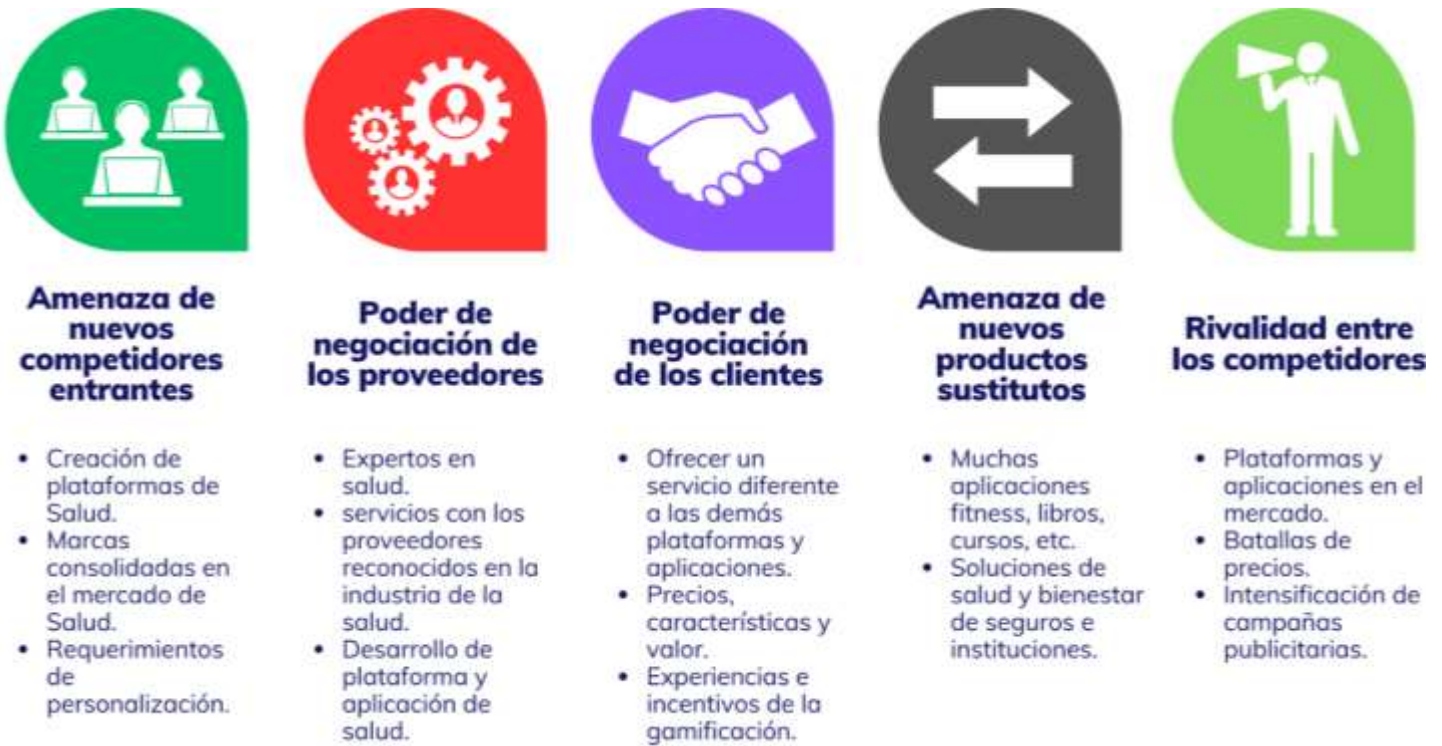 Amenaza de
nuevos
competidores
entrantes
• Creación de
plataformas de
Salud.
• Marcas
consolidadas en
el mercado de
Salud.
• Requerimientos
de
personalización.
Poder de
negociación de
los proveedores
• Expertos en
salud.
• servicios con los
proveedores
reconocidos en la
industria de la
salud.
• Desarrollo de
plataforma y
aplicación de
salud.
Poder de
negociación
de los clientes
• Ofrecer un
servicio diferente
a las demás
plataformas y
aplicaciones.
• Precios,
características y
valor.
• Experiencias e
incentivos de la
gamificación.
Amenaza de
nuevos
productos
sustitutos
• Muchas
aplicaciones
fitness, libros,
cursos, etc.
• Soluciones de
salud y bienestar
de seguros e
instituciones.
Rivalidad entre
los competidores
• Plataformas y
aplicaciones en el
mercado.
• Batallas de
precios.
• Intensificación de
campañas
publicitarias.